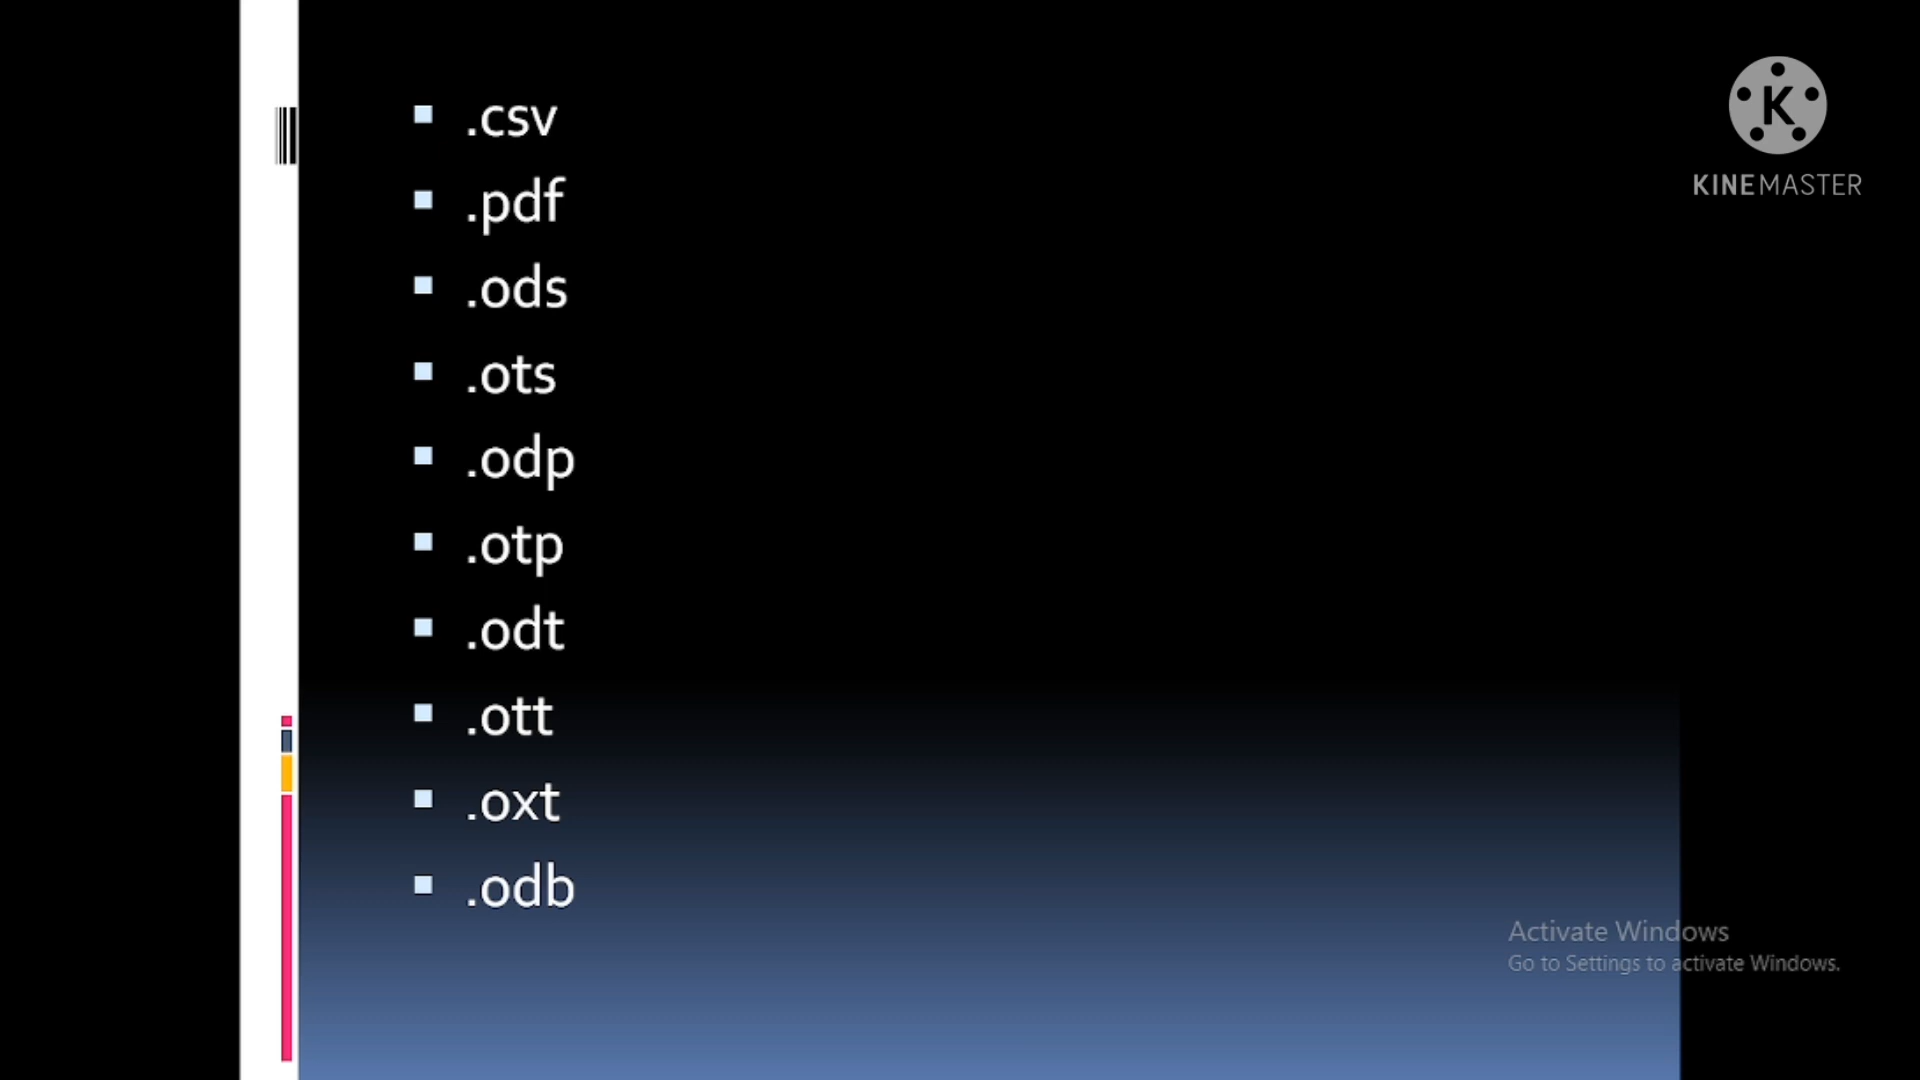 .csv
.pdf
.ods
.ots
.odp
.otp
.odt
.ott
.oxt
.odb
K
KINEMASTER
Activate Windows
Go to Settings to activate Windows.